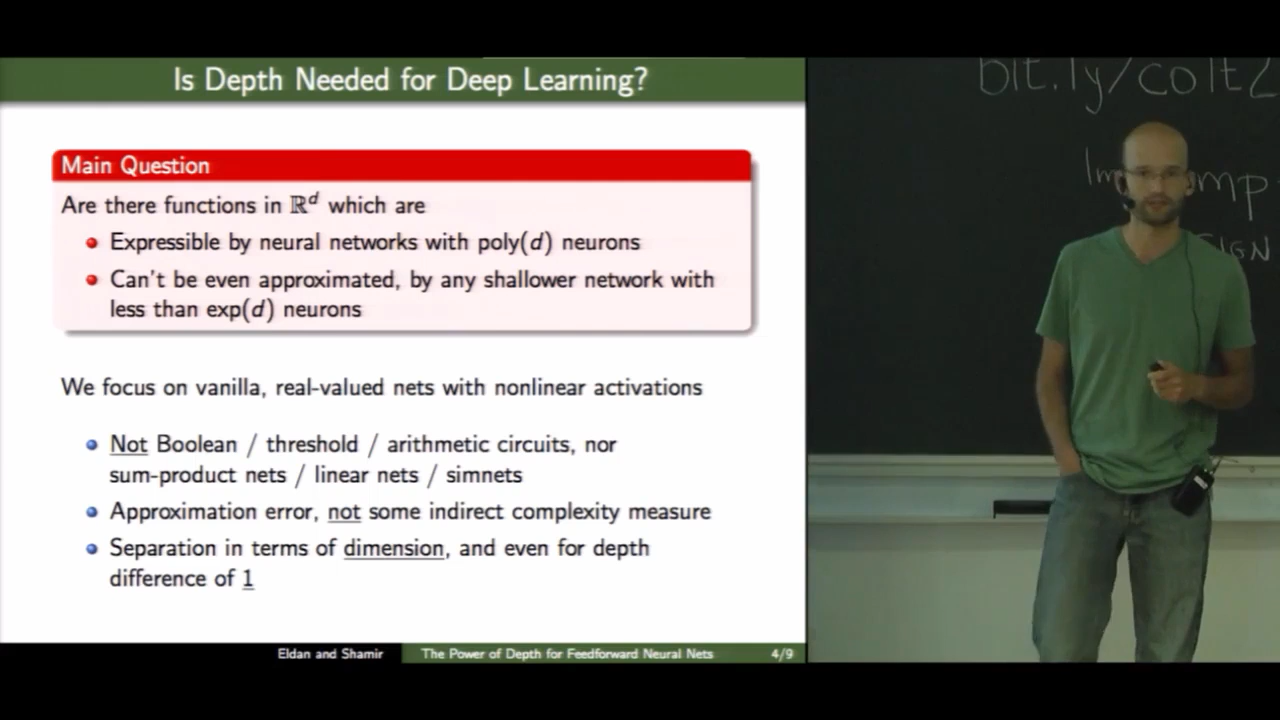 Is Depth Needed for Deep Learning?
Main Question
Are there functions in ℝᵈ which are
Expressible by neural networks with poly(d) neurons
Can't be even approximated, by any shallower network with
less than exp(d) neurons
We focus on vanilla, real-valued nets with nonlinear activations
Not Boolean / threshold / arithmetic circuits, nor
sum-product nets / linear nets / simnets
Approximation error, not some indirect complexity measure
Separation in terms of dimension, and even for depth
difference of 1
Eldan and Shamir The Power of Depth for Feedforward Neural Nets 4/9
bit.ly/colt2